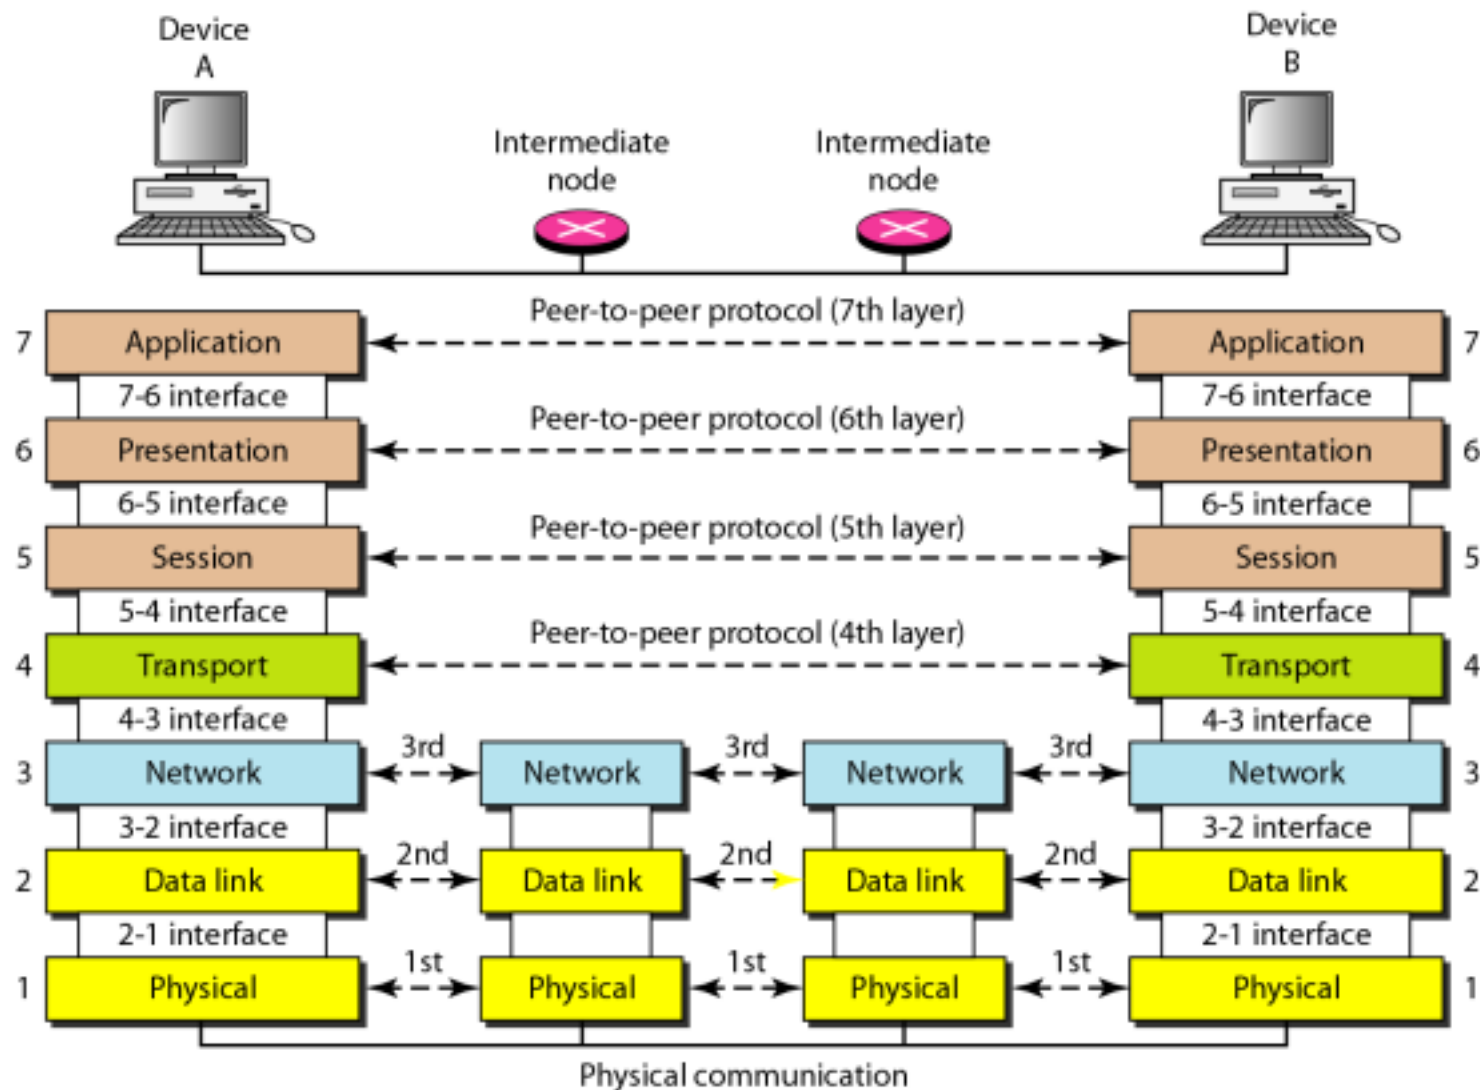 Device
A
Device
B
Intermediate
node
Intermediate
node
Peer-to-peer protocol (7th layer)
7 Application Application 7
7-6 interface 7-6 interface
Peer-to-peer protocol (6th layer)
6 Presentation Presentation 6
6-5 interface 6-5 interface
Peer-to-peer protocol (5th layer)
5 Session Session 5
5-4 interface 5-4 interface
Peer-to-peer protocol (4th layer)
4 Transport Transport 4
4-3 interface 4-3 interface
3rd 3rd 3rd
3 Network Network Network Network 3
3-2 interface 3-2 interface
2nd 2nd 2nd
2 Data link Data link Data link Data link 2
2-1 interface 2-1 interface
1st 1st 1st
1 Physical Physical Physical Physical 1
Physical communication